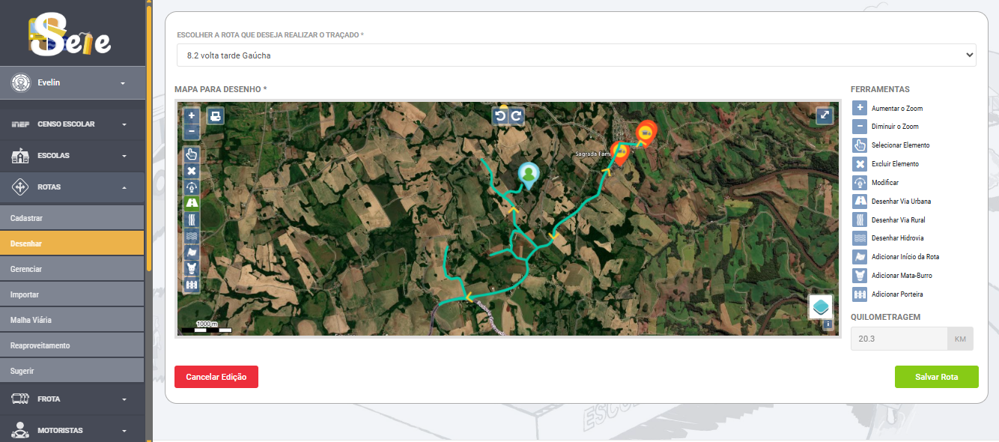 Seie
Evelin
inep CENSO ESCOLAR
ESCOLAS
ROTAS
Cadastrar
Desenhar
Gerenciar
Importar
Malha Viária
Reaproveitamento
Sugerir
FROTA
MOTORISTAS
ESCOLHER A ROTA QUE DESEJA REALIZAR O TRAÇADO *
8.2 volta tarde Gaúcha
MAPA PARA DESENHO *
+
−
Sagrada Famí
1000 m
i
FERRAMENTAS
+ Aumentar o Zoom
− Diminuir o Zoom
Selecionar Elemento
Excluir Elemento
Modificar
Desenhar Via Urbana
Desenhar Via Rural
Desenhar Hidrovia
Adicionar Início da Rota
Adicionar Mata-Burro
Adicionar Porteira
QUILOMETRAGEM
20.3 KM
Cancelar Edição
Salvar Rota